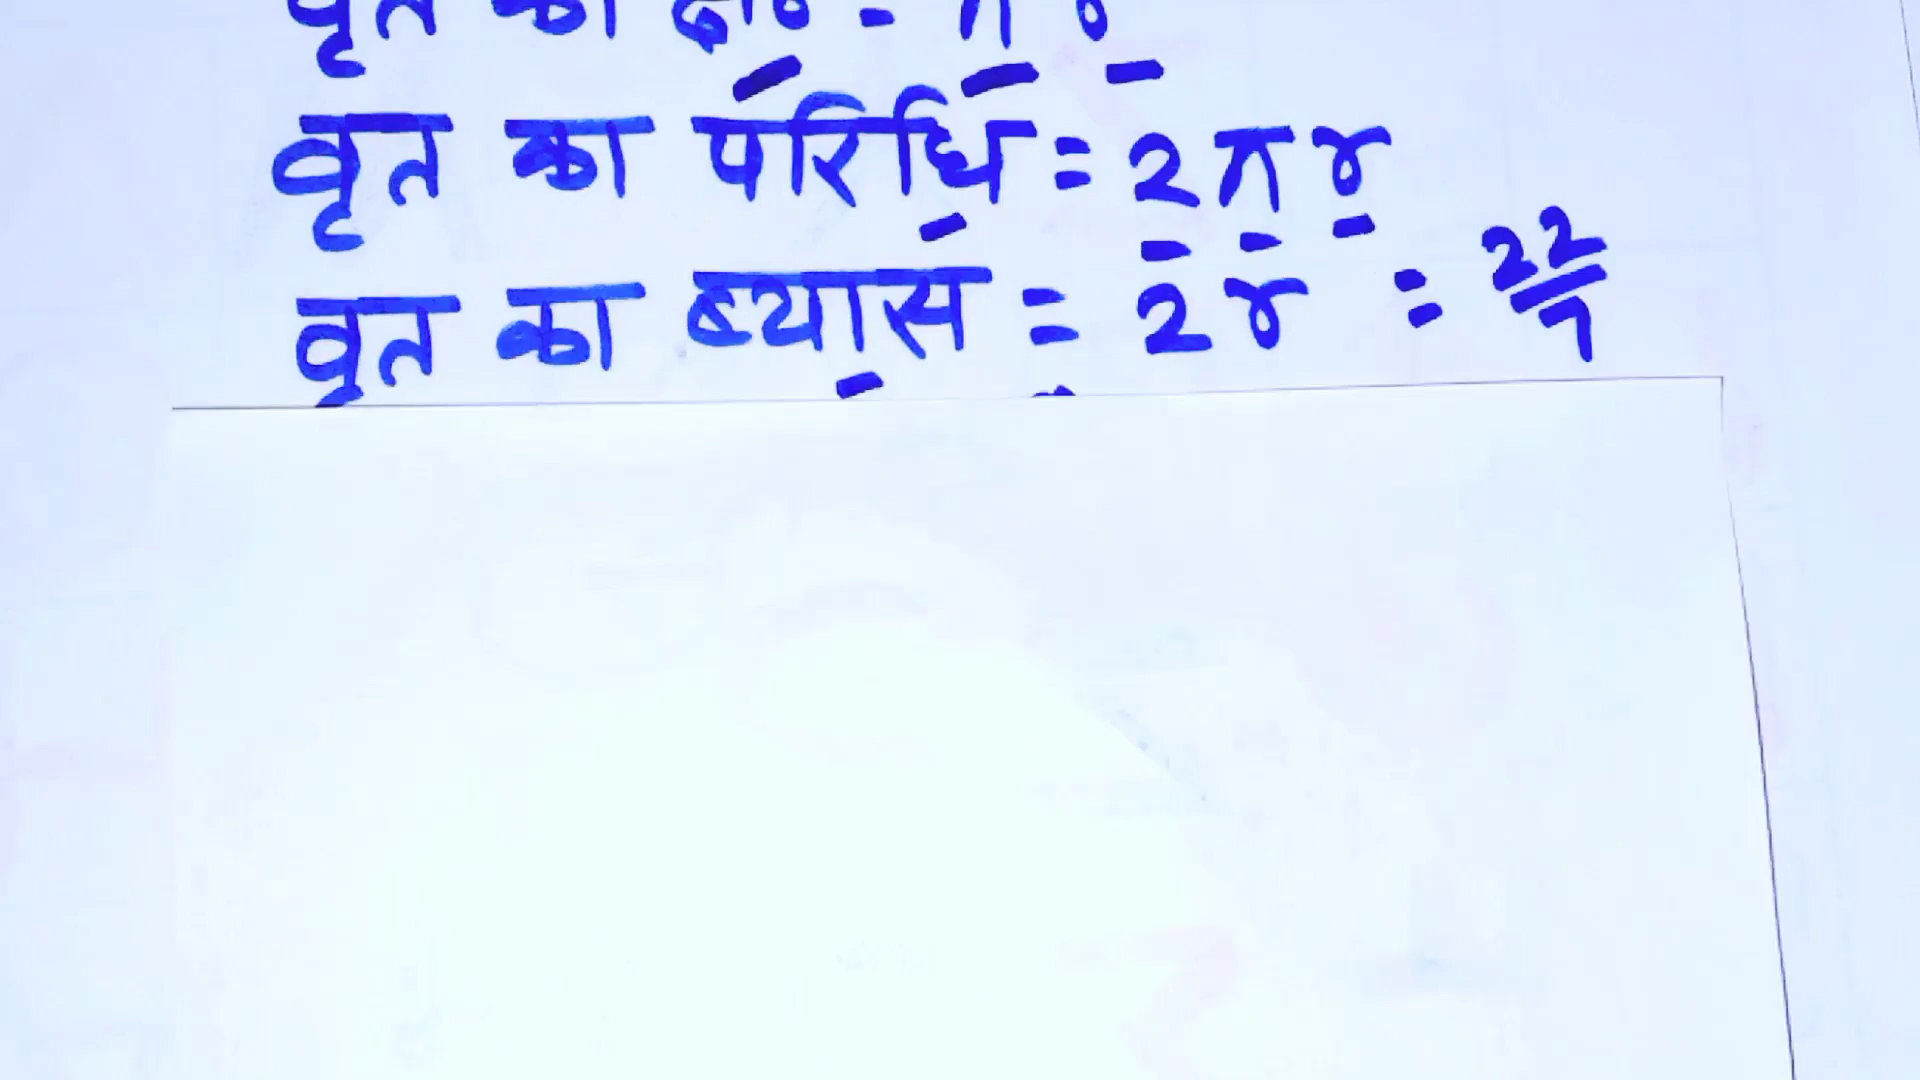 वृत का = π
वृत का परिधि = 2πr
वृत का ब्यास = 2r = 22/7